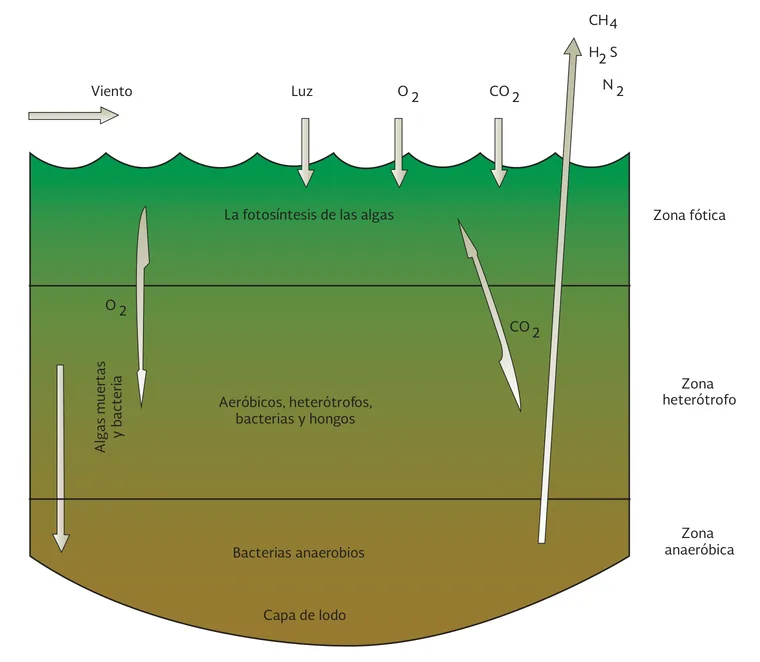 CH4
H2 S
N2
Viento
Luz
O2
CO2
La fotosíntesis de las algas
Zona fótica
O2
CO2
Algas muertas
y bacteria
Aeróbicos, heterótrofos,
bacterias y hongos
Zona
heterótrofo
Bacterias anaerobios
Zona
anaeróbica
Capa de lodo